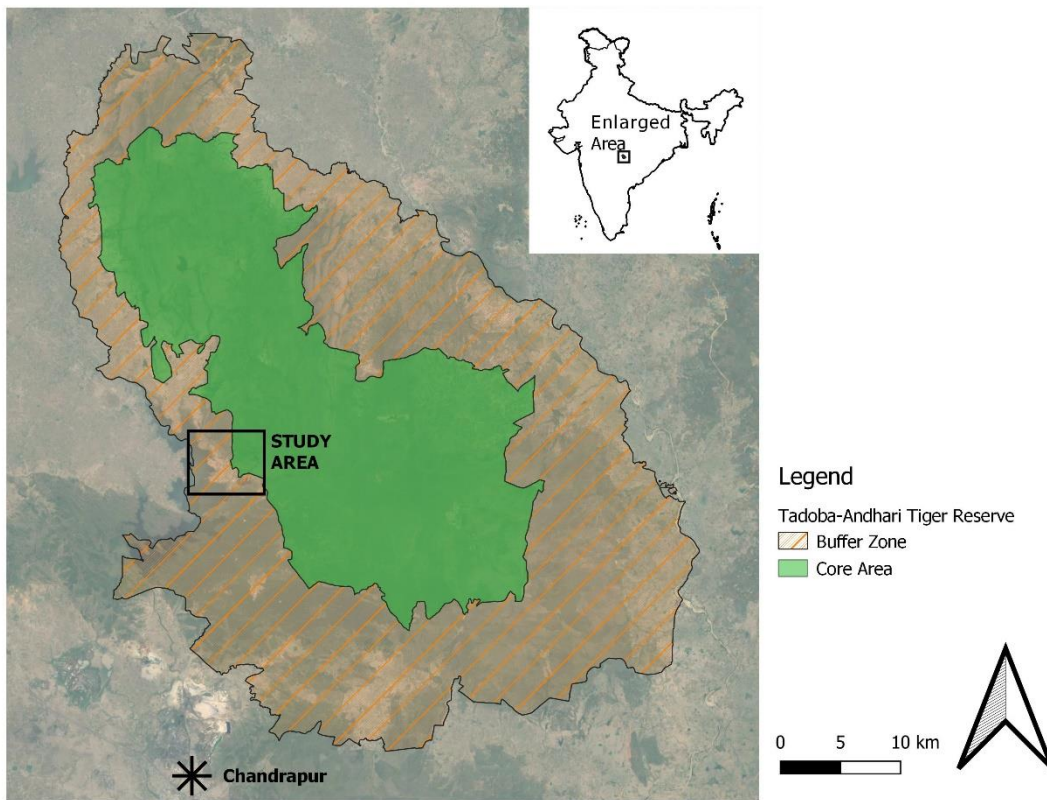 Enlarged
Area
STUDY
AREA
Legend
Tadoba-Andhari Tiger Reserve
Buffer Zone
Core Area
0 5 10 km
Chandrapur